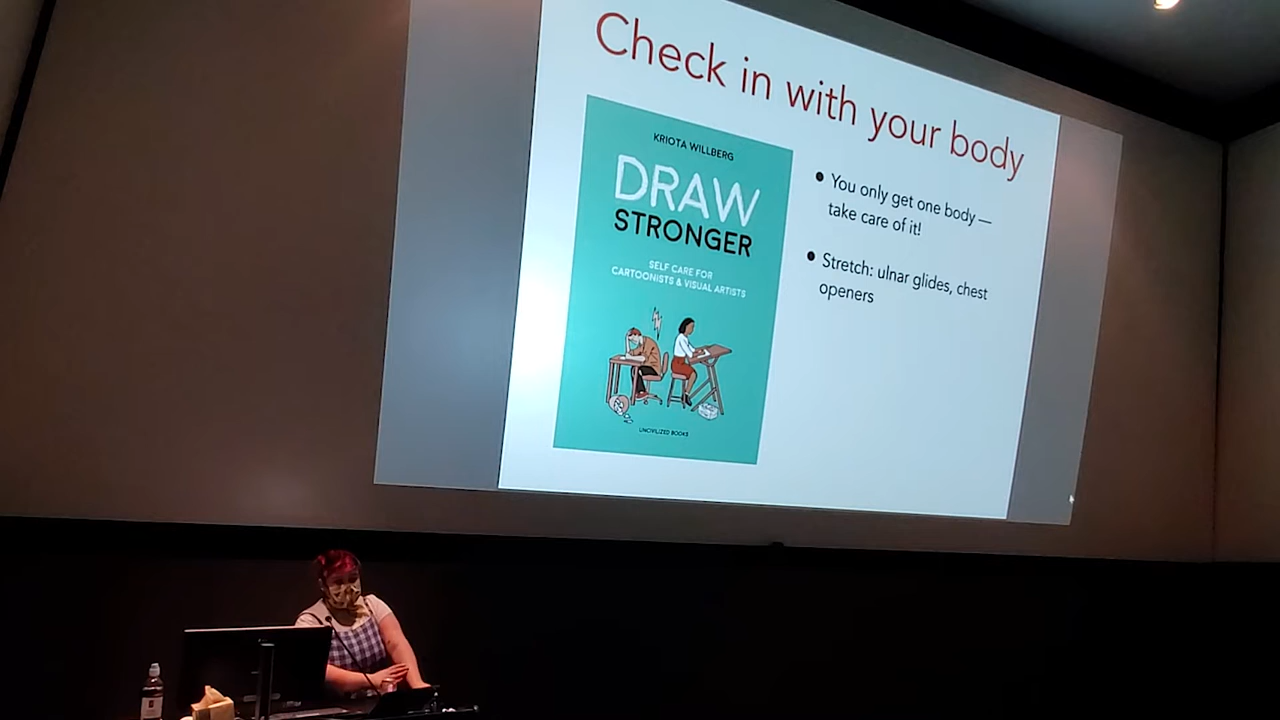 Check in with your body
KRIOTA WILLBERG
DRAW
STRONGER
SELF CARE FOR
CARTOONISTS & VISUAL ARTISTS
UNCIVILIZED BOOKS
• You only get one body —
take care of it!
• Stretch: ulnar glides, chest
openers